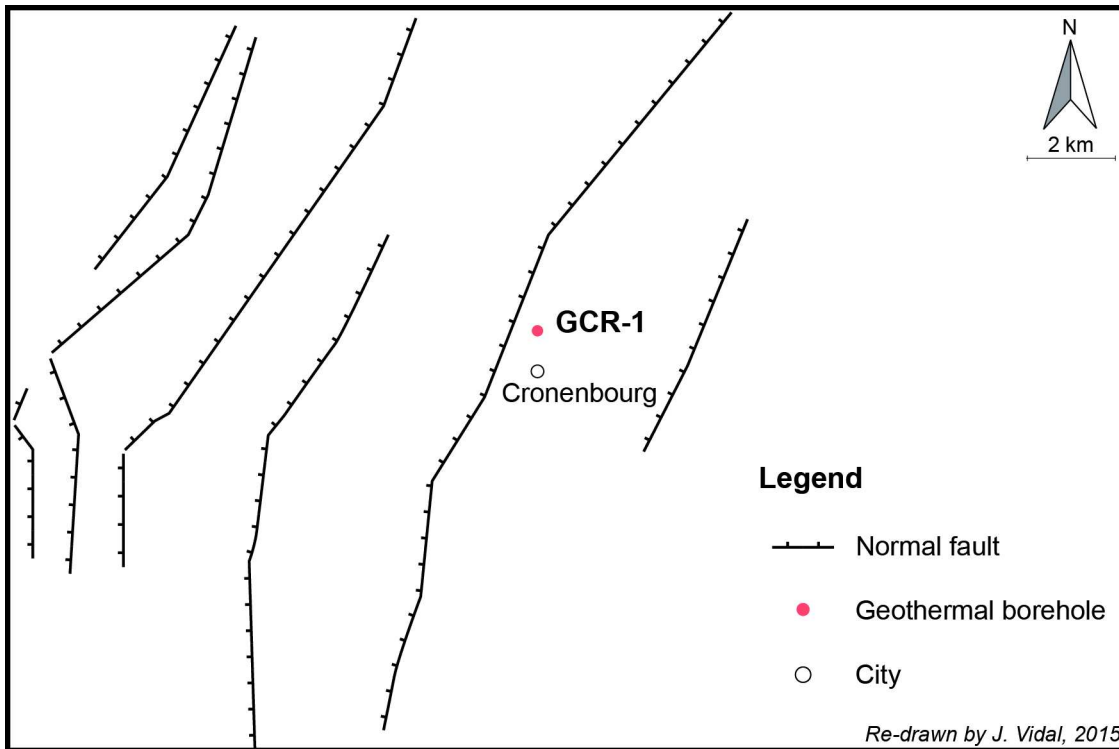 N
2 km
GCR-1
Cronenbourg
Legend
Normal fault
Geothermal borehole
City
Re-drawn by J. Vidal, 2015